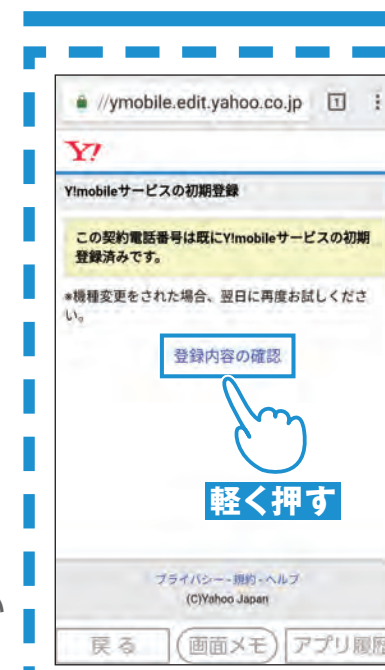 //ymobile.edit.yahoo.co.jp
1
Y!
Y!mobileサービスの初期登録
この契約電話番号は既にY!mobileサービスの初期
登録済みです。
*機種変更をされた場合、翌日に再度お試しくださ
い。
登録内容の確認
軽く押す
プライバシー - 規約 - ヘルプ
(C)Yahoo Japan
戻る
画面メモ
アプリ履歴